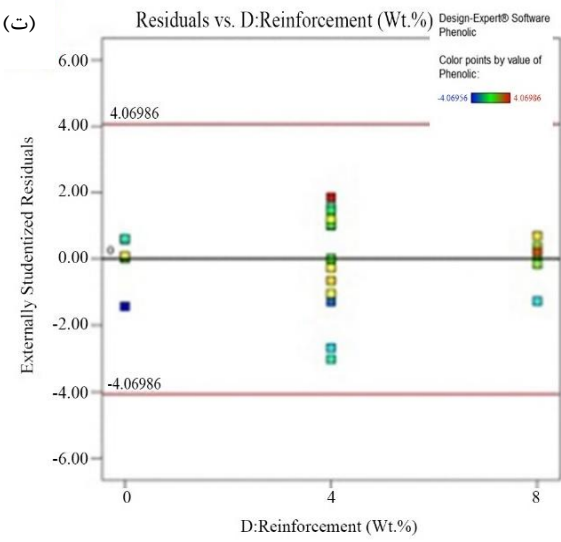 (ت)
Residuals vs. D:Reinforcement (Wt.%)
Design-Expert® Software
Phenolic
Color points by value of
Phenolic:
-4.06956 4.06986
6.00
4.06986
4.00
2.00
0.00
-2.00
-4.06986
-4.00
-6.00
Externally Studentized Residuals
0 4 8
D:Reinforcement (Wt.%)